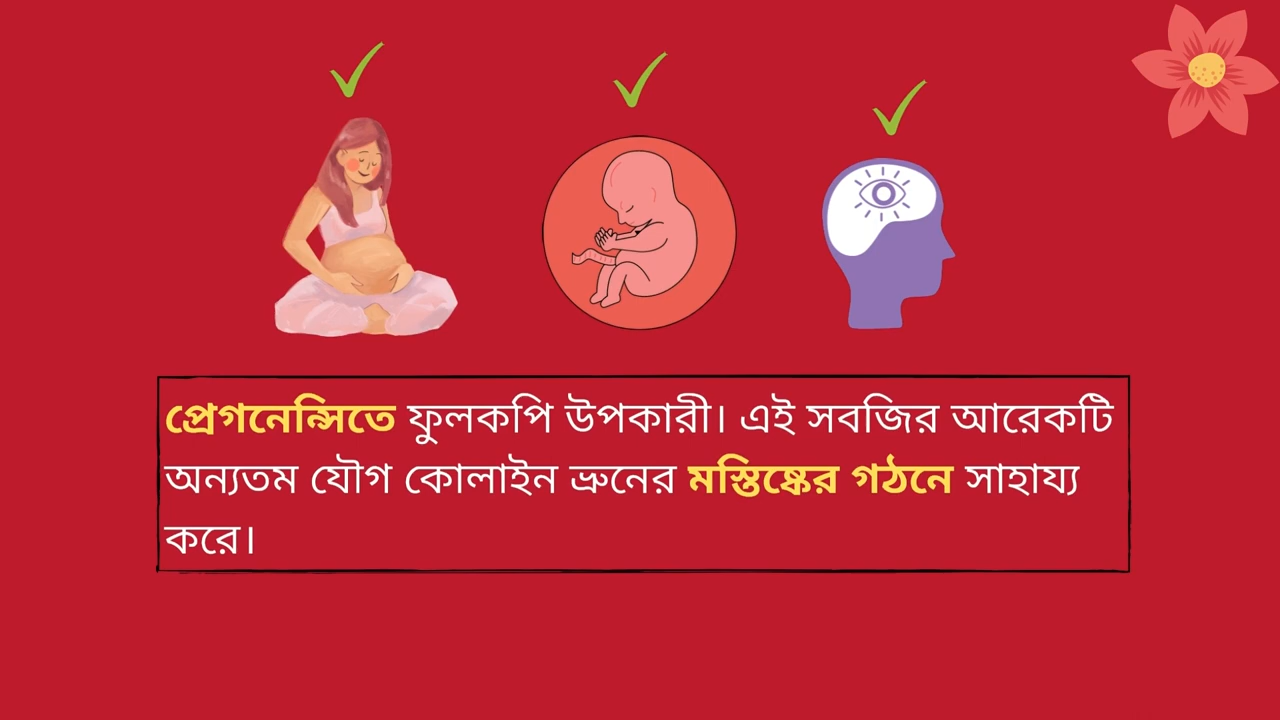 প্রেগনেন্সিতে ফুলকপি উপকারী। এই সবজির আরেকটি
অন্যতম যৌগ কোলাইন ভ্রুনের মস্তিষ্কের গঠনে সাহায্য
করে।